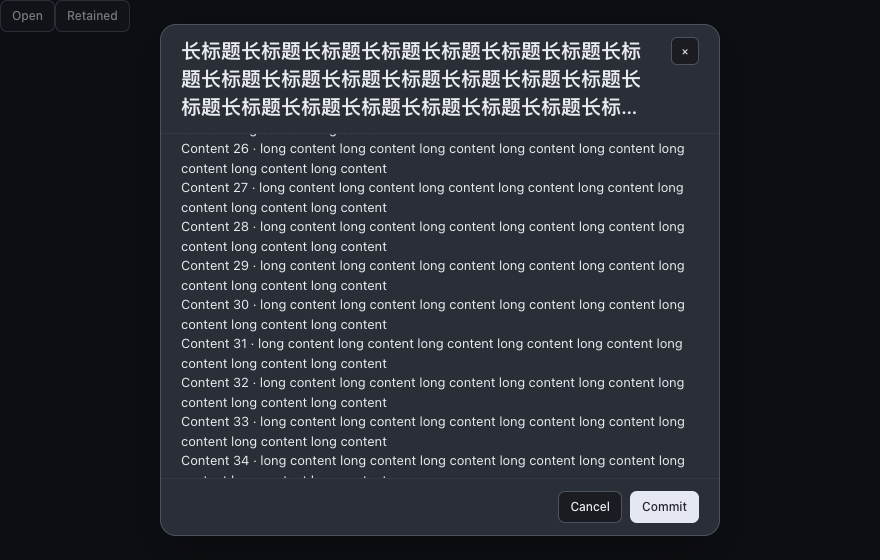 Open
Retained
长标题长标题长标题长标题长标题长标题长标题长标
题长标题长标题长标题长标题长标题长标题长标题长
标题长标题长标题长标题长标题长标题长标题长标...
×
Content 26 · long content long content long content long content long content long
content long content long content
Content 27 · long content long content long content long content long content long
content long content long content
Content 28 · long content long content long content long content long content long
content long content long content
Content 29 · long content long content long content long content long content long
content long content long content
Content 30 · long content long content long content long content long content long
content long content long content
Content 31 · long content long content long content long content long content long
content long content long content
Content 32 · long content long content long content long content long content long
content long content long content
Content 33 · long content long content long content long content long content long
content long content long content
Content 34 · long content long content long content long content long content long
Cancel
Commit